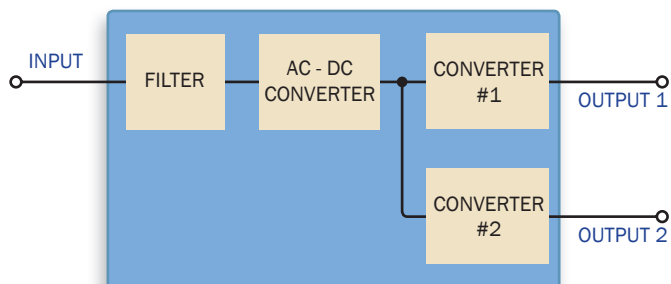 INPUT
FILTER
AC - DC
CONVERTER
CONVERTER
#1
OUTPUT 1
CONVERTER
#2
OUTPUT 2